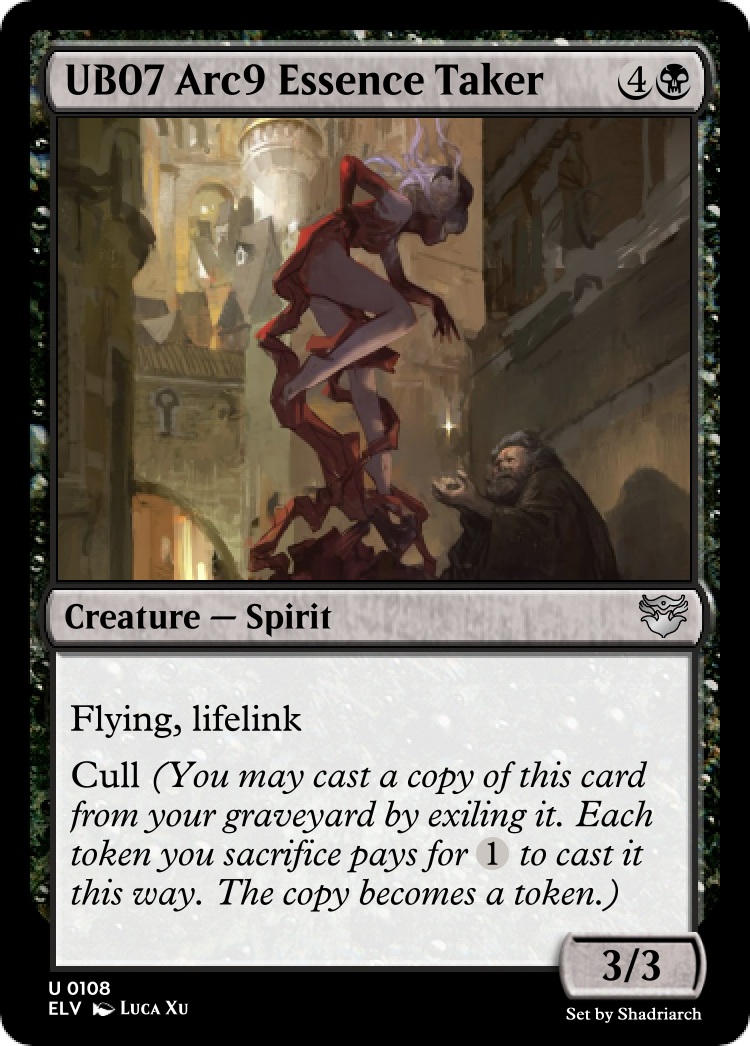 UB07 Arc9 Essence Taker 4
Creature — Spirit
Flying, lifelink
Cull (You may cast a copy of this card
from your graveyard by exiling it. Each
token you sacrifice pays for 1 to cast it
this way. The copy becomes a token.)
3/3
U 0108
ELV Luca Xu
Set by Shadriarch